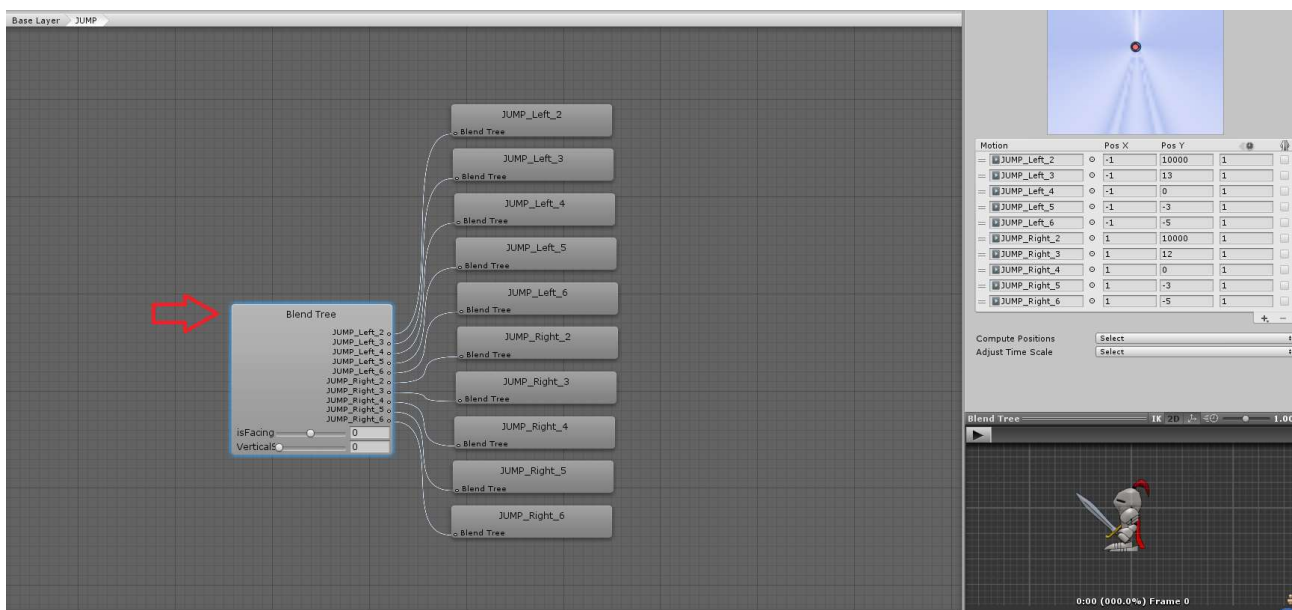 Base Layer JUMP
JUMP_Left_2
Blend Tree
JUMP_Left_3
Blend Tree
JUMP_Left_4
Blend Tree
JUMP_Left_5
Blend Tree
JUMP_Left_6
Blend Tree
JUMP_Right_2
Blend Tree
JUMP_Right_3
Blend Tree
JUMP_Right_4
Blend Tree
JUMP_Right_5
Blend Tree
JUMP_Right_6
Blend Tree
Blend Tree
JUMP_Left_2
JUMP_Left_3
JUMP_Left_4
JUMP_Left_5
JUMP_Left_6
JUMP_Right_2
JUMP_Right_3
JUMP_Right_4
JUMP_Right_5
JUMP_Right_6
isFacing 0
VerticalS 0
Motion Pos X Pos Y
JUMP_Left_2 -1 10000 1
JUMP_Left_3 -1 13 1
JUMP_Left_4 -1 0 1
JUMP_Left_5 -1 -3 1
JUMP_Left_6 -1 -5 1
JUMP_Right_2 1 10000 1
JUMP_Right_3 1 12 1
JUMP_Right_4 1 0 1
JUMP_Right_5 1 -3 1
JUMP_Right_6 1 -5 1
Compute Positions Select
Adjust Time Scale Select
Blend Tree IK 2D 1.00
0:00 (000.0%) Frame 0